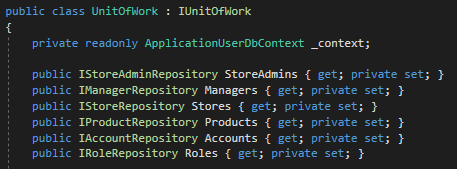 public class UnitOfWork : IUnitOfWork
{
private readonly ApplicationUserDbContext _context;
public IStoreAdminRepository StoreAdmins { get; private set; }
public IManagerRepository Managers { get; private set; }
public IStoreRepository Stores { get; private set; }
public IProductRepository Products { get; private set; }
public IAccountRepository Accounts { get; private set; }
public IRoleRepository Roles { get; private set; }